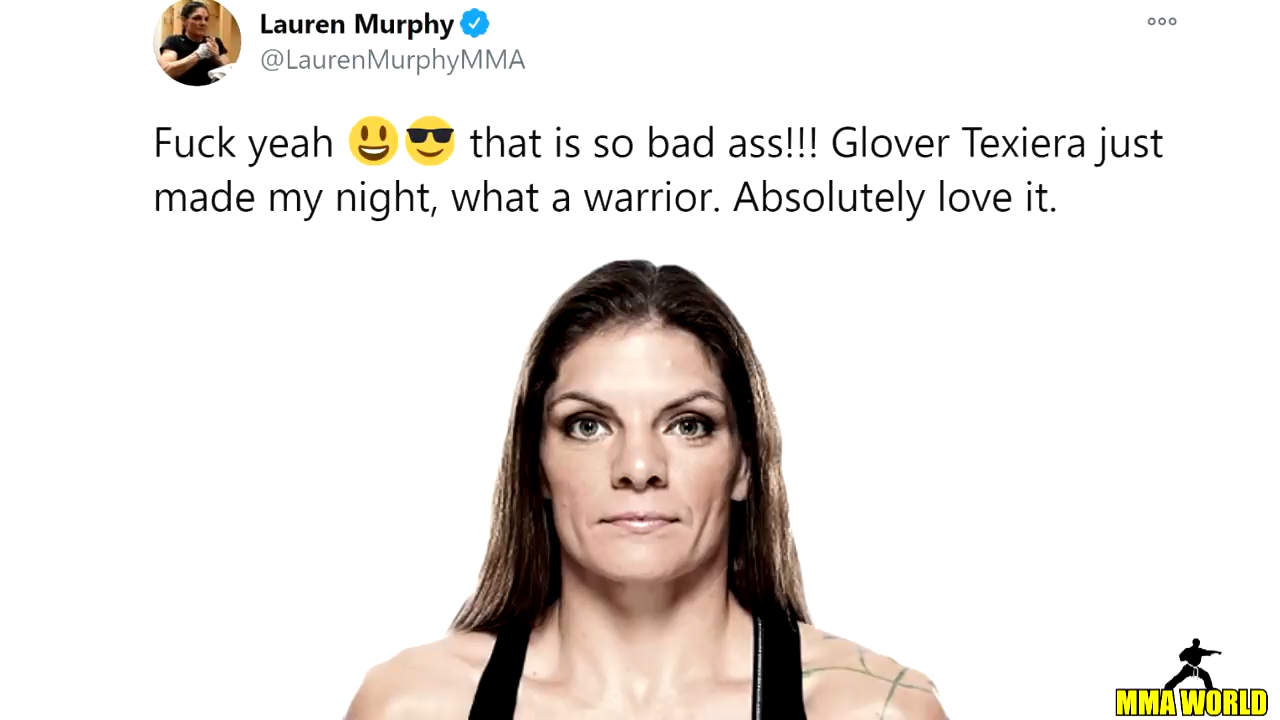 Lauren Murphy
@LaurenMurphyMMA
Fuck yeah 😃😎 that is so bad ass!!! Glover Texiera just
made my night, what a warrior. Absolutely love it.
MMA WORLD